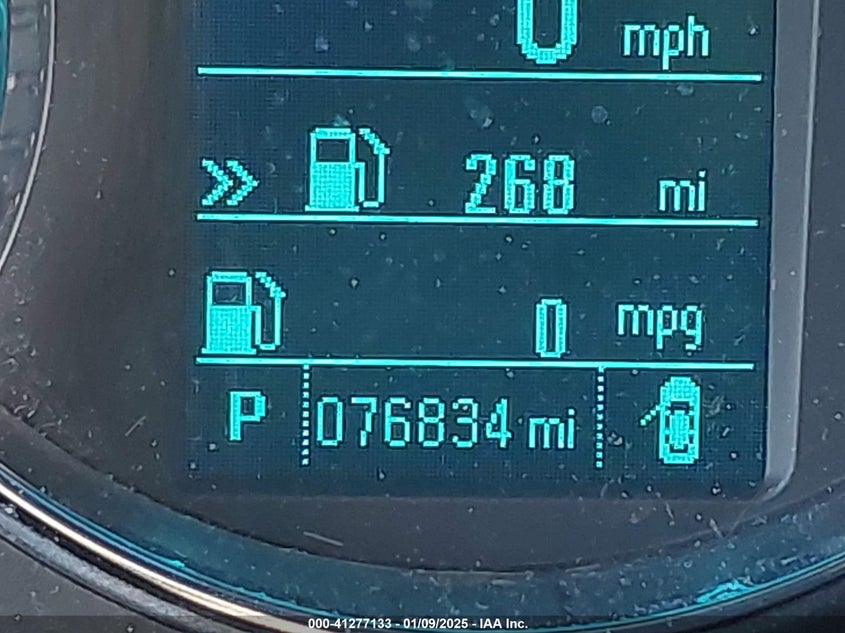 0 mph
268 mi
0 mpg
P 076834 mi
000-41277133 - 01/09/2025 - IAA Inc.